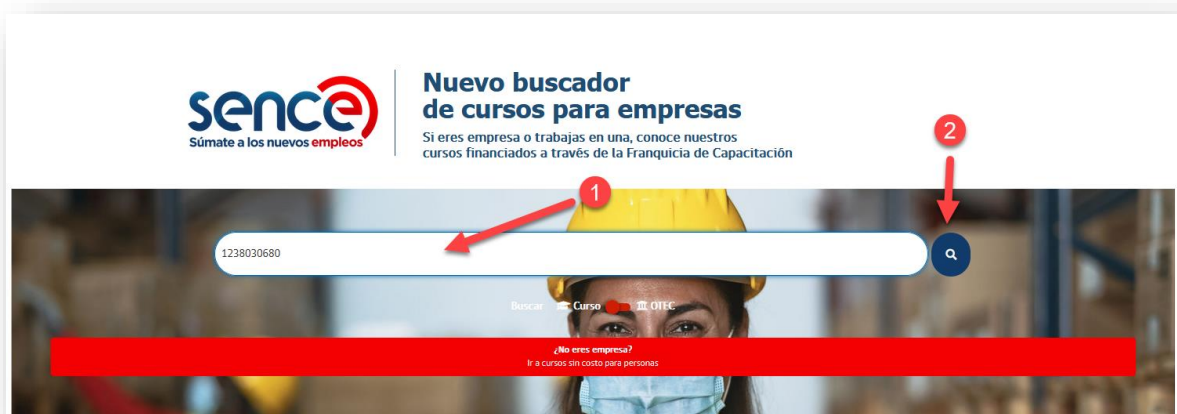 sence
Súmate a los nuevos empleos
Nuevo buscador
de cursos para empresas
Si eres empresa o trabajas en una, conoce nuestros
cursos financiados a través de la Franquicia de Capacitación
2
1
1238030680
Buscar Curso OTEC
¿No eres empresa?
Ir a cursos sin costo para personas